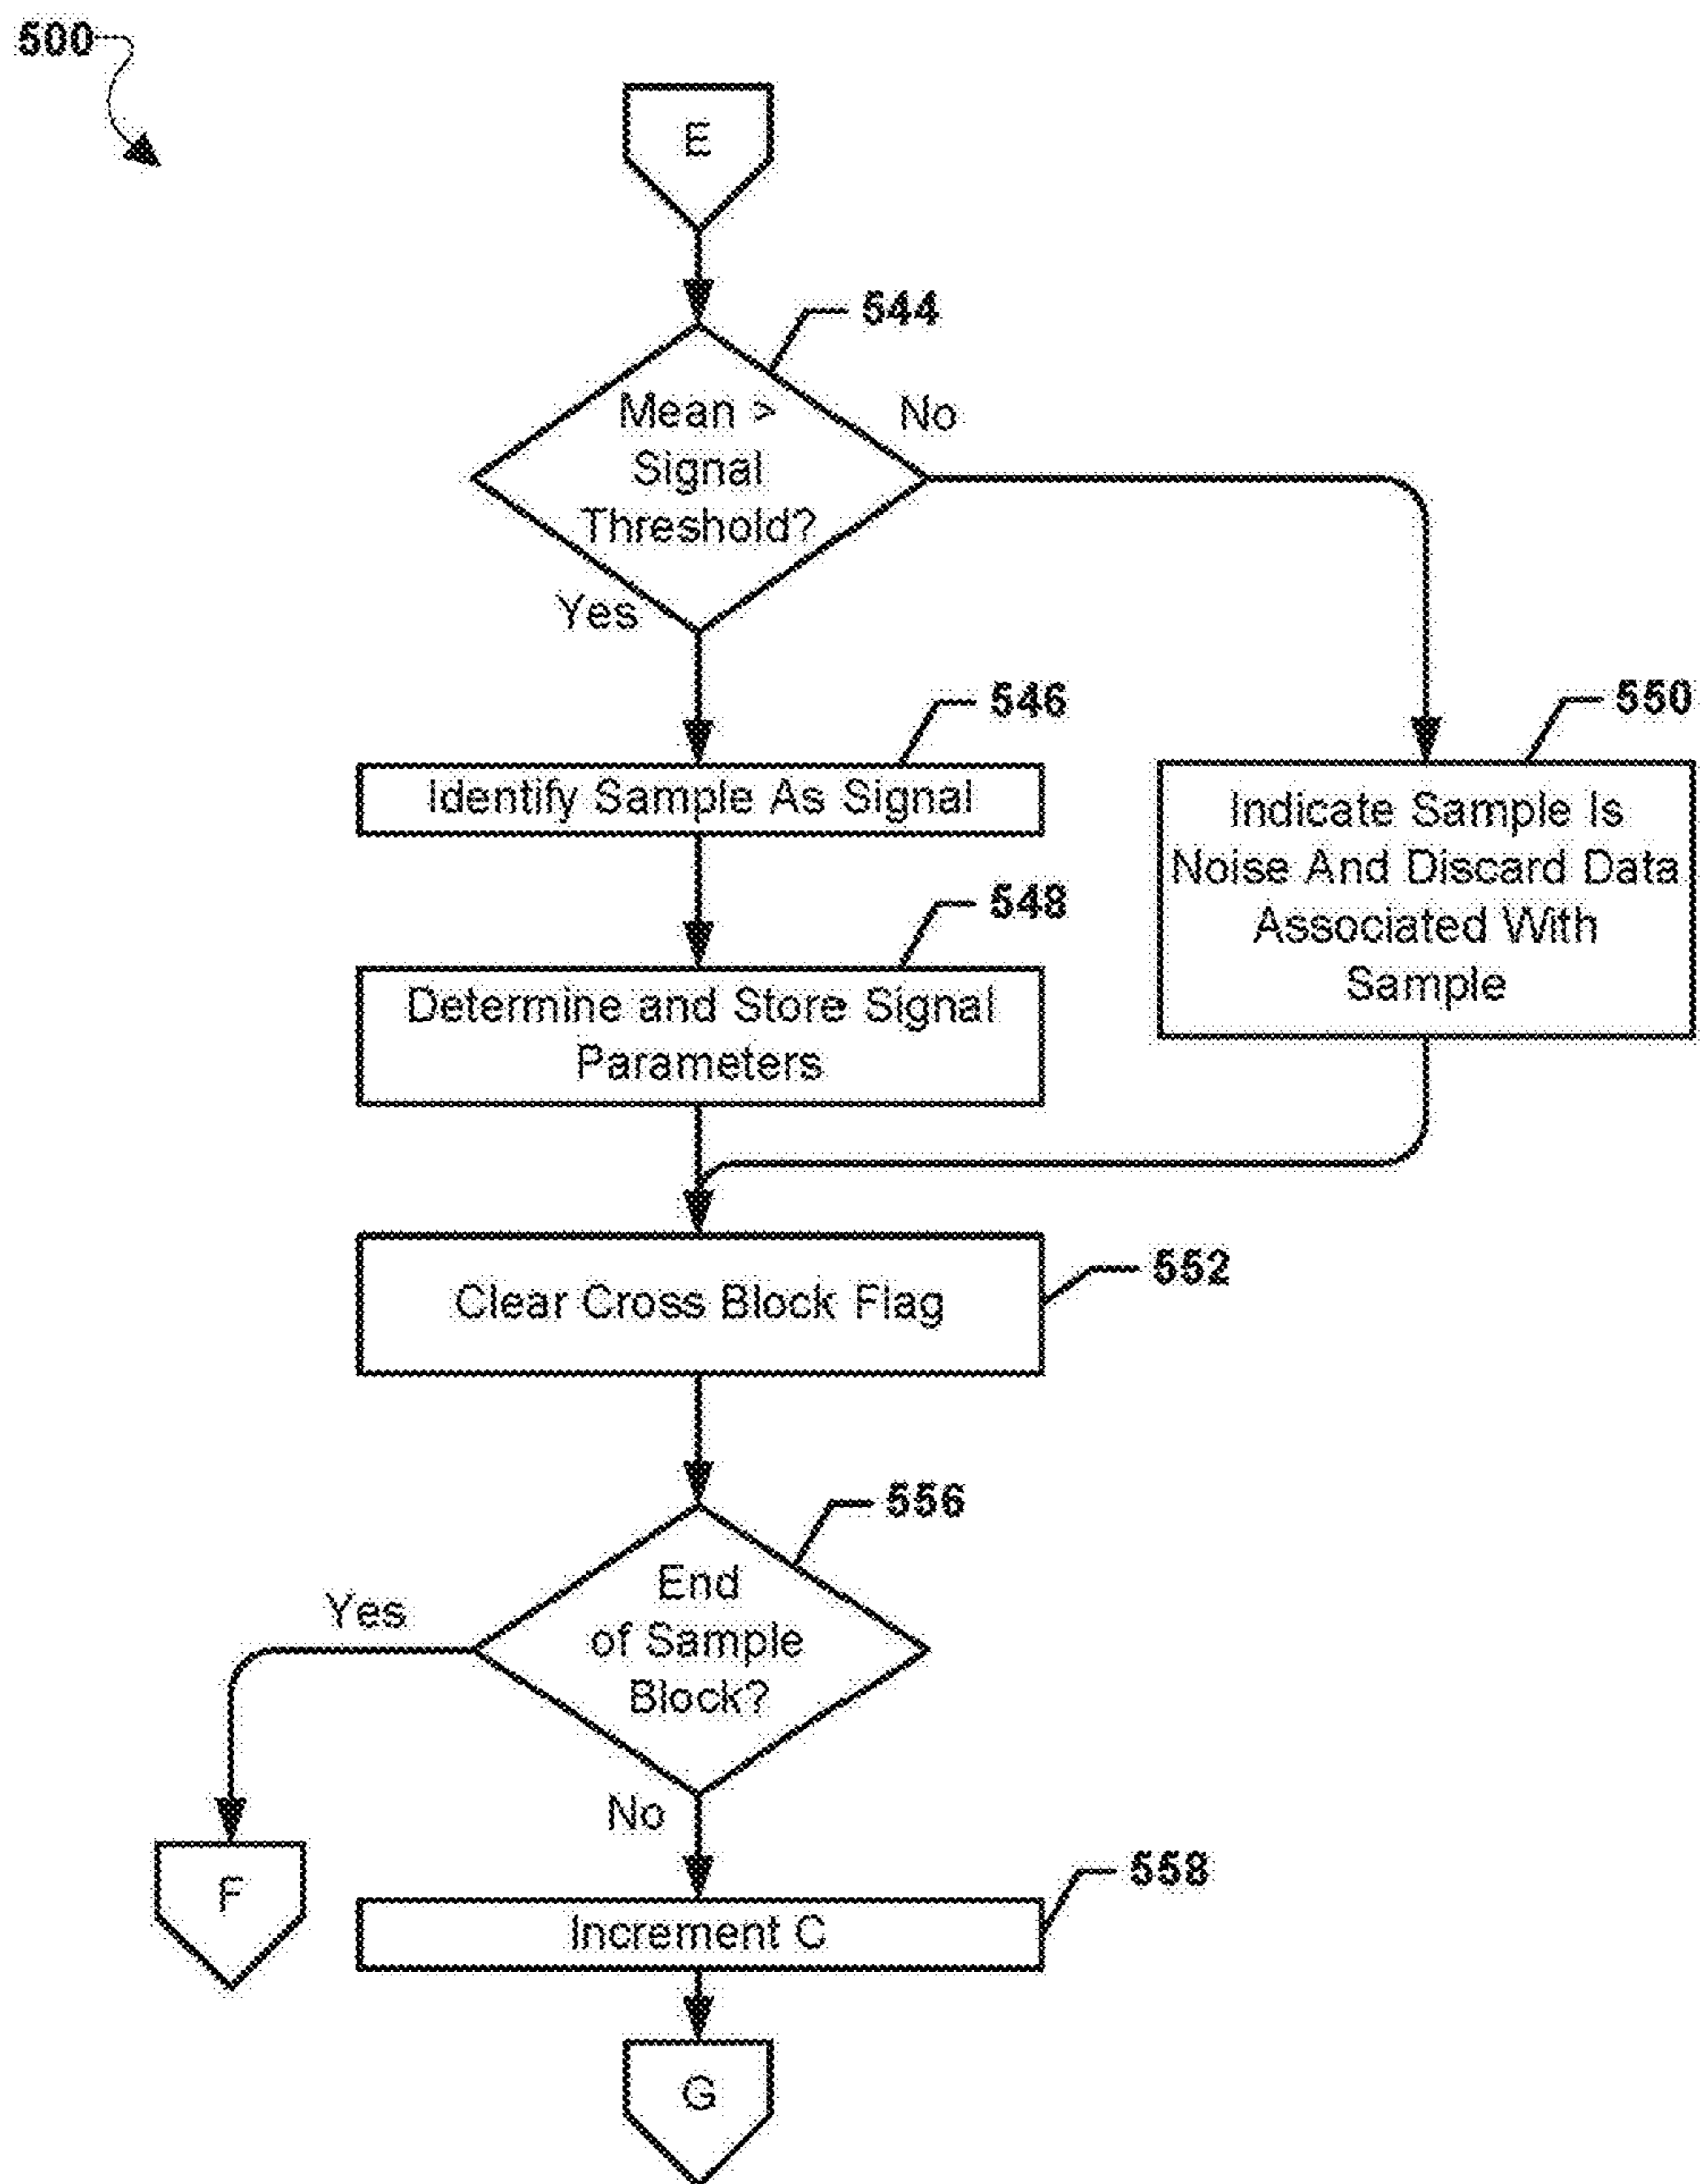 500
E
544
Mean >
Signal
Threshold?
No
Yes
546
Identify Sample As Signal
550
Indicate Sample Is
Noise And Discard Data
Associated With
Sample
548
Determine and Store Signal
Parameters
552
Clear Cross Block Flag
556
End
of Sample
Block?
Yes
No
F
558
Increment C
G